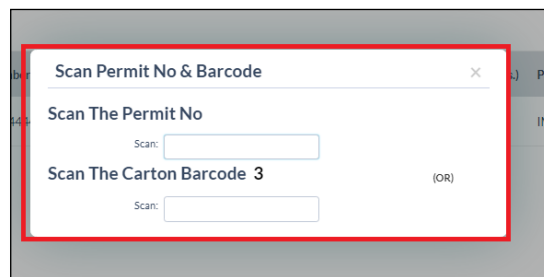 Scan Permit No & Barcode ×
Scan The Permit No
Scan:
Scan The Carton Barcode 3 (OR)
Scan: